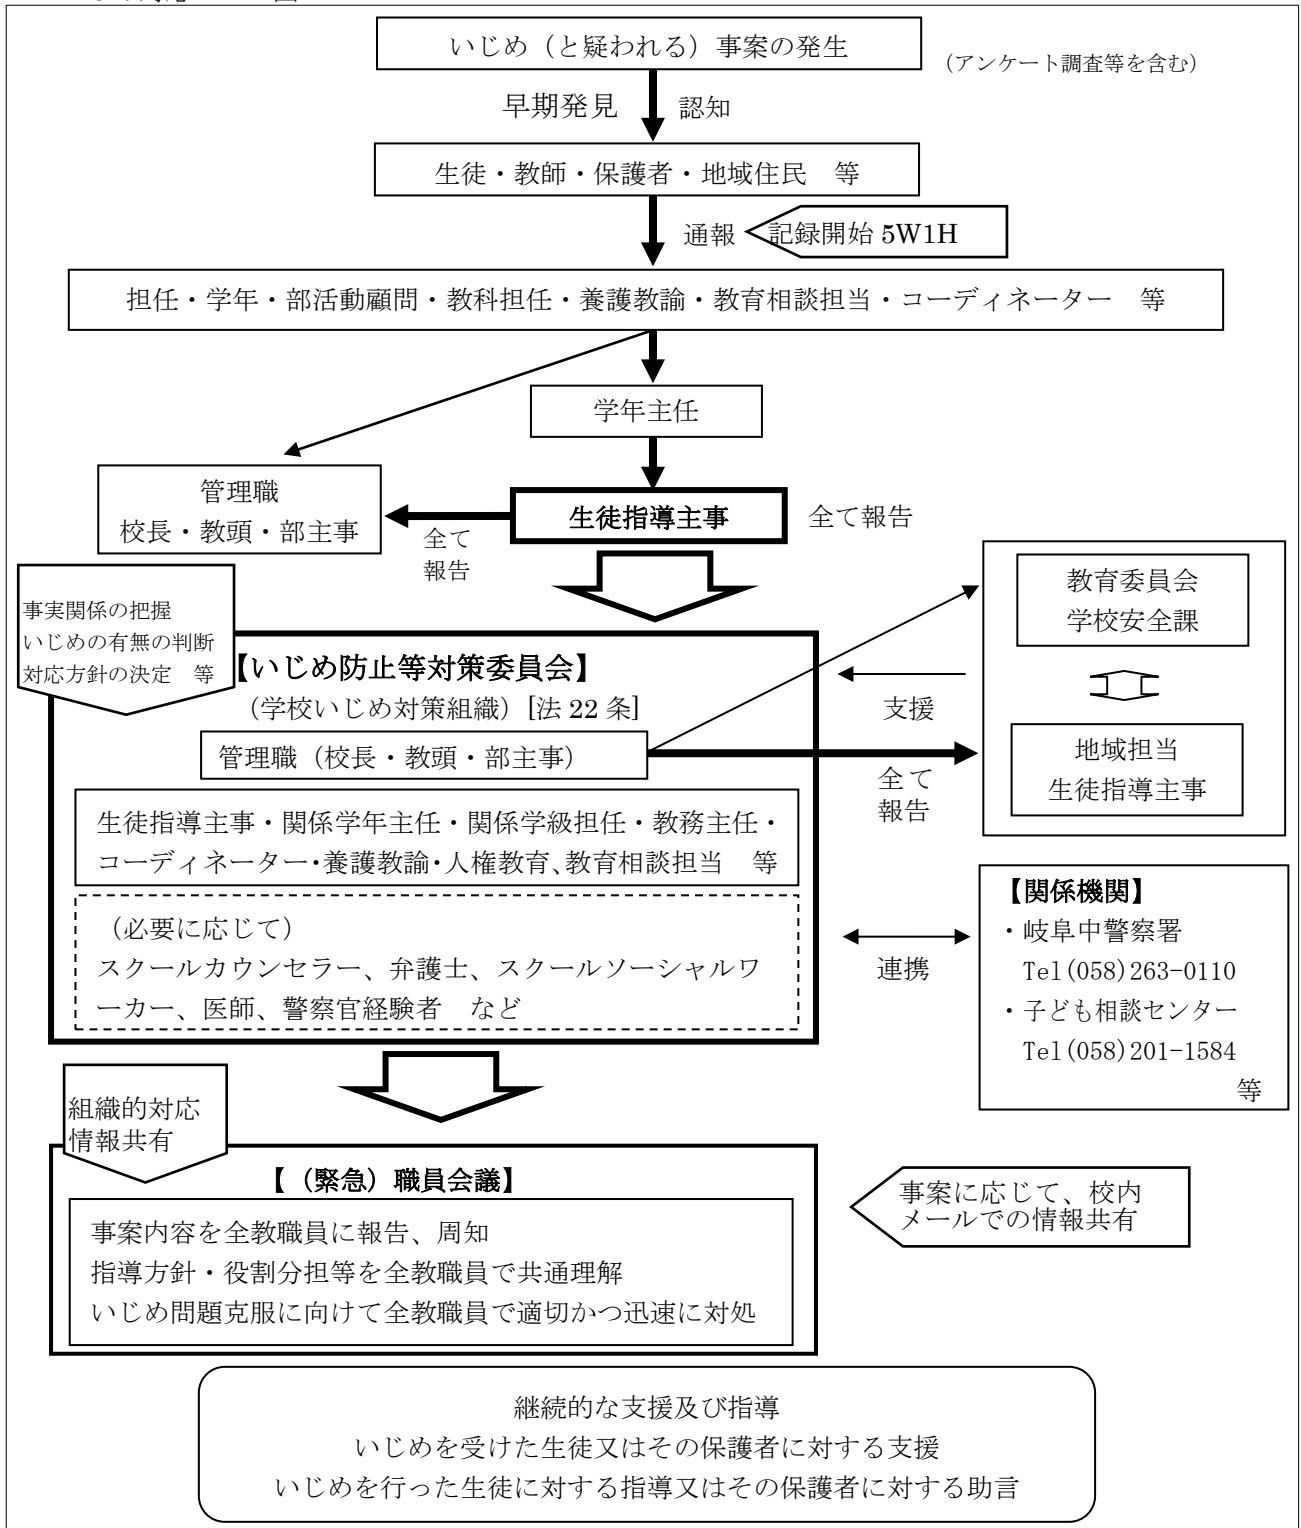 いじめ（と疑われる）事案の発生
（アンケート調査等を含む）
早期発見 認知
生徒・教師・保護者・地域住民　等
通報
記録開始 5W1H
担任・学年・部活動顧問・教科担任・養護教諭・教育相談担当・コーディネーター　等
学年主任
管理職
校長・教頭・部主事
生徒指導主事
全て報告
全て
報告
教育委員会
学校安全課
事実関係の把握
いじめの有無の判断
対応方針の決定　等
【いじめ防止等対策委員会】
（学校いじめ対策組織）[法 22 条]
支援
管理職（校長・教頭・部主事）
全て
報告
地域担当
生徒指導主事
生徒指導主事・関係学年主任・関係学級担任・教務主任・
コーディネーター・養護教諭・人権教育、教育相談担当　等
（必要に応じて）
スクールカウンセラー、弁護士、スクールソーシャルワ
ーカー、医師、警察官経験者　など
連携
【関係機関】
・岐阜中警察署
Tel(058)263-0110
・子ども相談センター
Tel(058)201-1584
等
組織的対応
情報共有
【（緊急）職員会議】
事案内容を全教職員に報告、周知
指導方針・役割分担等を全教職員で共通理解
いじめ問題克服に向けて全教職員で適切かつ迅速に対処
事案に応じて、校内
メールでの情報共有
継続的な支援及び指導
いじめを受けた生徒又はその保護者に対する支援
いじめを行った生徒に対する指導又はその保護者に対する助言